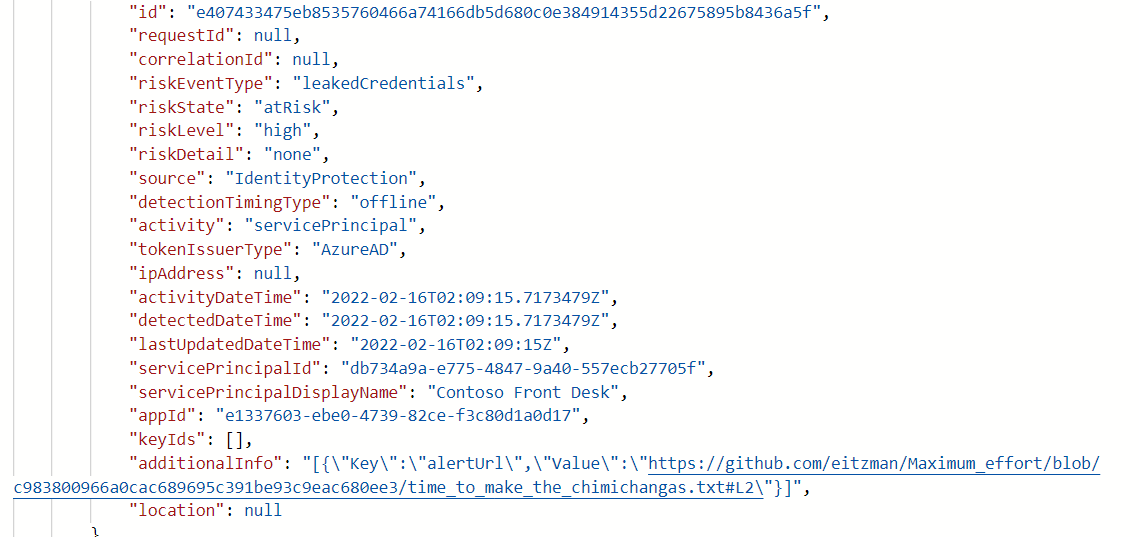 "id": "e407433475eb8535760466a74166db5d680c0e384914355d22675895b8436a5f",
"requestId": null,
"correlationId": null,
"riskEventType": "leakedCredentials",
"riskState": "atRisk",
"riskLevel": "high",
"riskDetail": "none",
"source": "IdentityProtection",
"detectionTimingType": "offline",
"activity": "servicePrincipal",
"tokenIssuerType": "AzureAD",
"ipAddress": null,
"activityDateTime": "2022-02-16T02:09:15.7173479Z",
"detectedDateTime": "2022-02-16T02:09:15.7173479Z",
"lastUpdatedDateTime": "2022-02-16T02:09:15Z",
"servicePrincipalId": "db734a9a-e775-4847-9a40-557ecb27705f",
"servicePrincipalDisplayName": "Contoso Front Desk",
"appId": "e1337603-ebe0-4739-82ce-f3c80d1a0d17",
"keyIds": [],
"additionalInfo": "[{\"Key\":\"alertUrl\",\"Value\":\"https://github.com/eitzman/Maximum_effort/blob/
c983800966a0cac689695c391be93c9eac680ee3/time_to_make_the_chimichangas.txt#L2\"}]",
"location": null
}